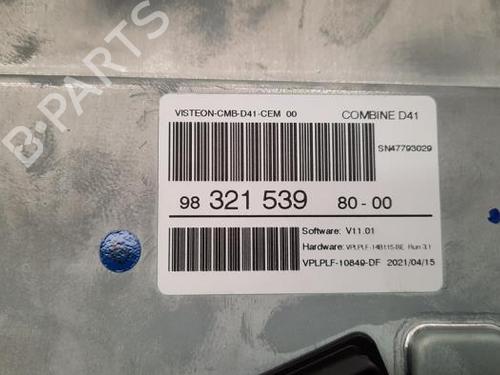 VISTEON-CMB-D41-CEM 00
COMBINE D41
SN47793029
98 321 539 80-00
Software: V11.01
Hardware: VPLPLF-14B115-BE Run 3.1
VPLPLF-10849-DF 2021/04/15
B-PARTS